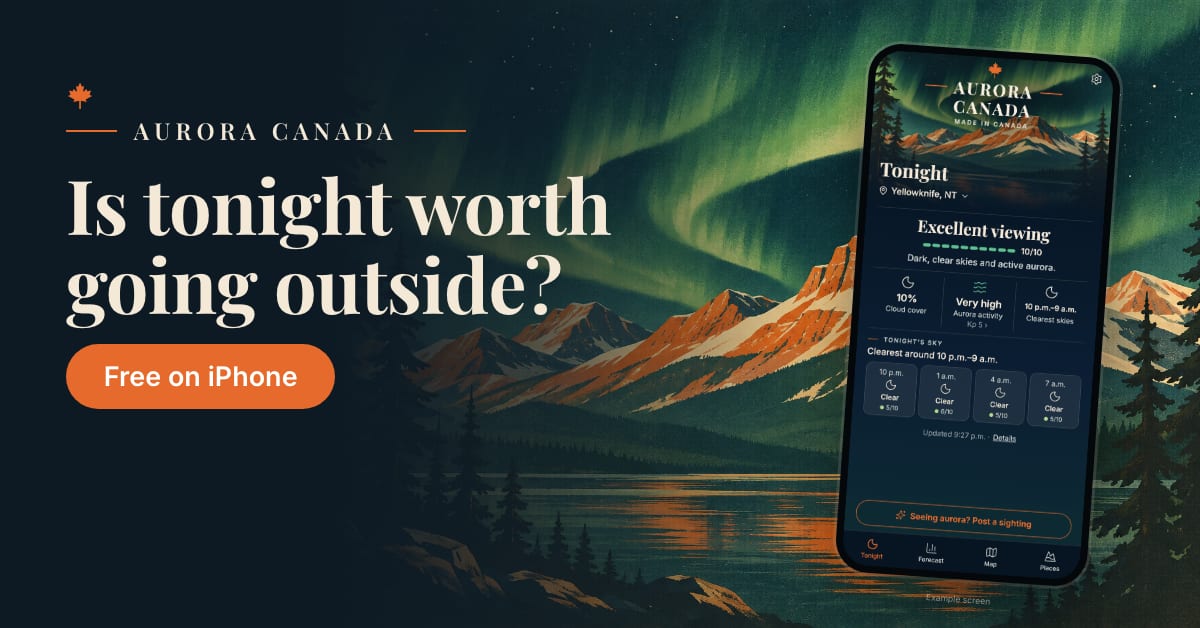 AURORA CANADA
Is tonight worth
going outside?
Free on iPhone
AURORA
CANADA
MADE IN CANADA
Tonight
Yellowknife, NT
Excellent viewing
10/10
Dark, clear skies and active aurora.
10%
Cloud cover
Very high
Aurora activity
Kp 5 ›
10 p.m.–9 a.m.
Clearest skies
TONIGHT'S SKY
Clearest around 10 p.m.–9 a.m.
10 p.m.
Clear
5/10
1 a.m.
Clear
6/10
4 a.m.
Clear
5/10
7 a.m.
Clear
5/10
Updated 9:27 p.m. · Details
Seeing aurora? Post a sighting
Tonight
Forecast
Map
Places
Example screen